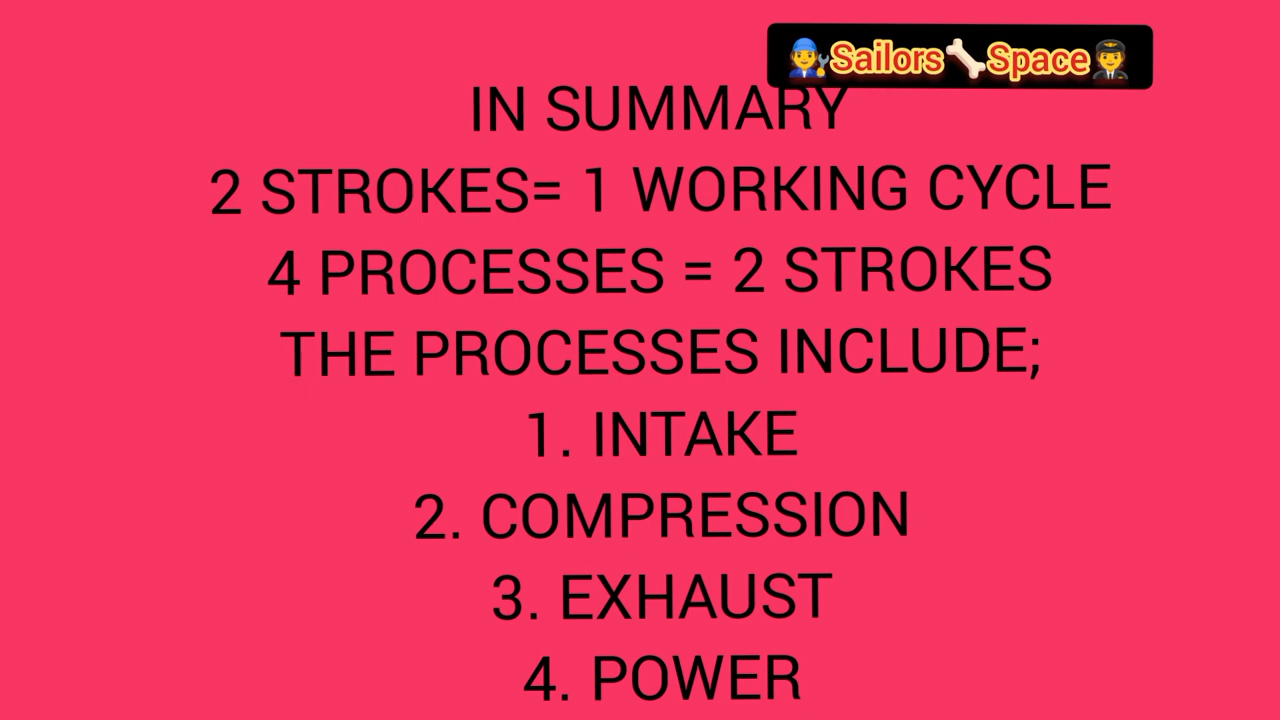 Sailors Space
IN SUMMARY
2 STROKES= 1 WORKING CYCLE
4 PROCESSES = 2 STROKES
THE PROCESSES INCLUDE;
1. INTAKE
2. COMPRESSION
3. EXHAUST
4. POWER